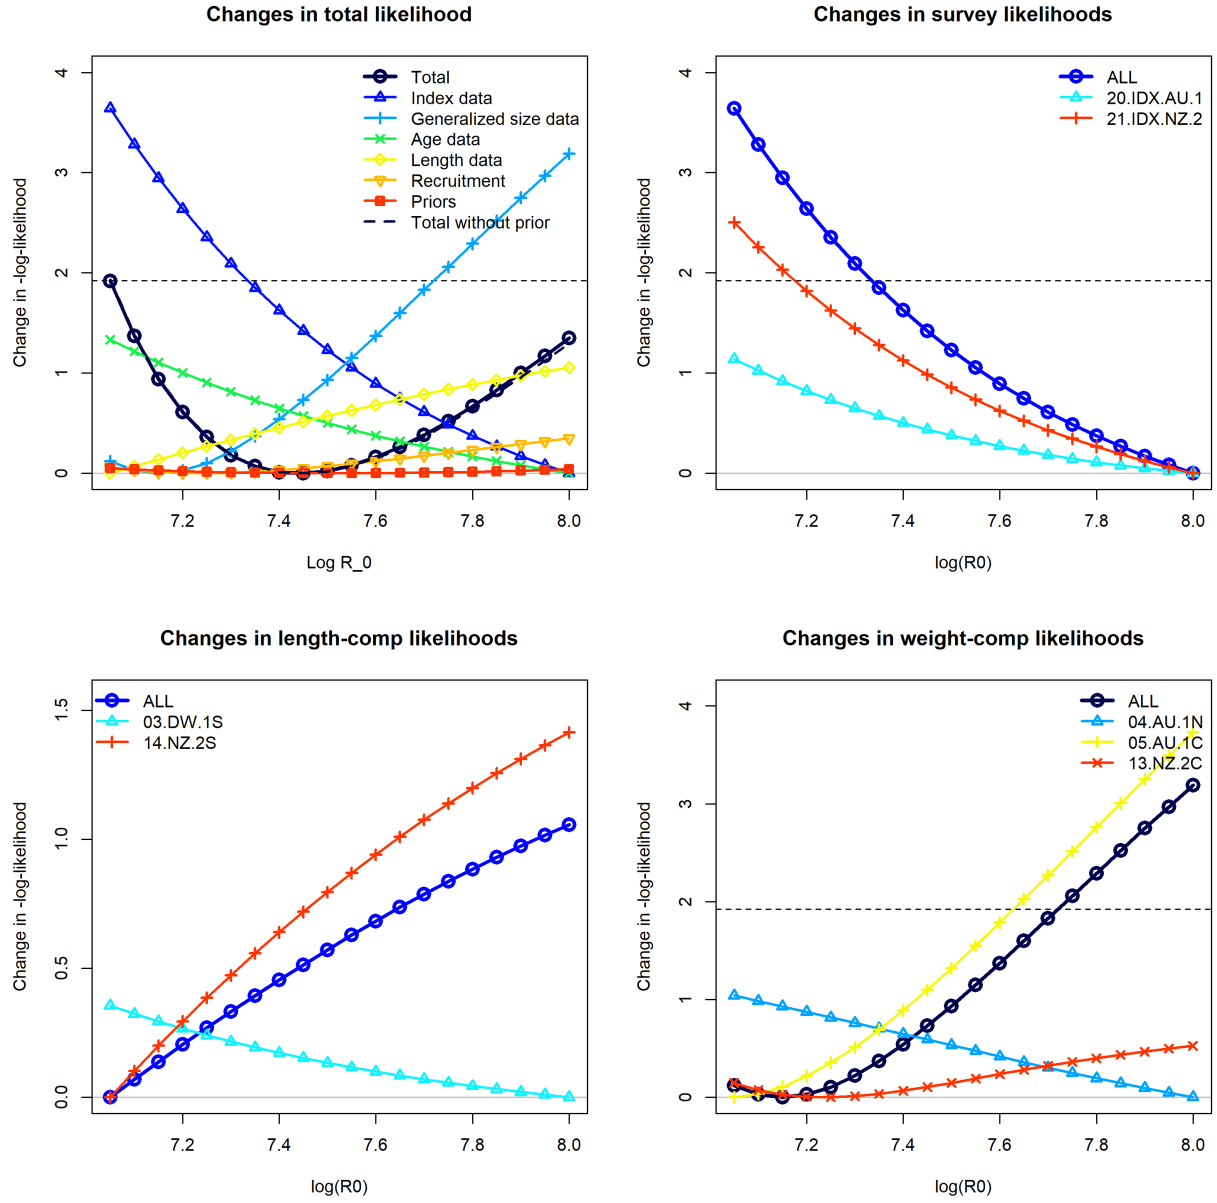 Changes in total likelihood
Change in -log-likelihood
4
3
2
1
0
Total
Index data
Generalized size data
Age data
Length data
Recruitment
Priors
Total without prior
7.2 7.4 7.6 7.8 8.0
Log R_0
Changes in survey likelihoods
Change in -log-likelihood
4
3
2
1
0
ALL
20.IDX.AU.1
21.IDX.NZ.2
7.2 7.4 7.6 7.8 8.0
log(R0)
Changes in length-comp likelihoods
Change in -log-likelihood
1.5
1.0
0.5
0.0
ALL
03.DW.1S
14.NZ.2S
7.2 7.4 7.6 7.8 8.0
log(R0)
Changes in weight-comp likelihoods
Change in -log-likelihood
4
3
2
1
0
ALL
04.AU.1N
05.AU.1C
13.NZ.2C
7.2 7.4 7.6 7.8 8.0
log(R0)